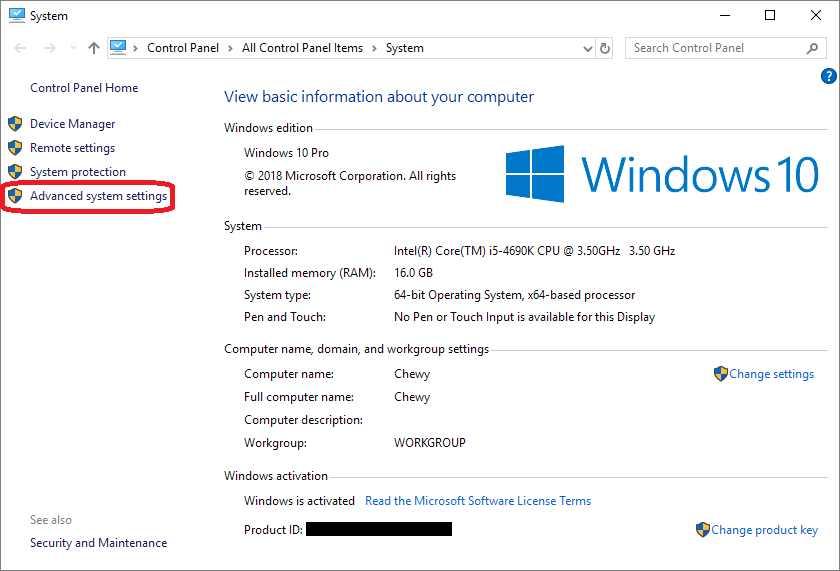 System
Control Panel > All Control Panel Items > System
Search Control Panel
?
Control Panel Home
Device Manager
Remote settings
System protection
Advanced system settings
View basic information about your computer
Windows edition
Windows 10 Pro
© 2018 Microsoft Corporation. All rights
reserved.
Windows 10
System
Processor: Intel(R) Core(TM) i5-4690K CPU @ 3.50GHz 3.50 GHz
Installed memory (RAM): 16.0 GB
System type: 64-bit Operating System, x64-based processor
Pen and Touch: No Pen or Touch Input is available for this Display
Computer name, domain, and workgroup settings
Computer name: Chewy
Change settings
Full computer name: Chewy
Computer description:
Workgroup: WORKGROUP
Windows activation
Windows is activated Read the Microsoft Software License Terms
Product ID:
Change product key
See also
Security and Maintenance